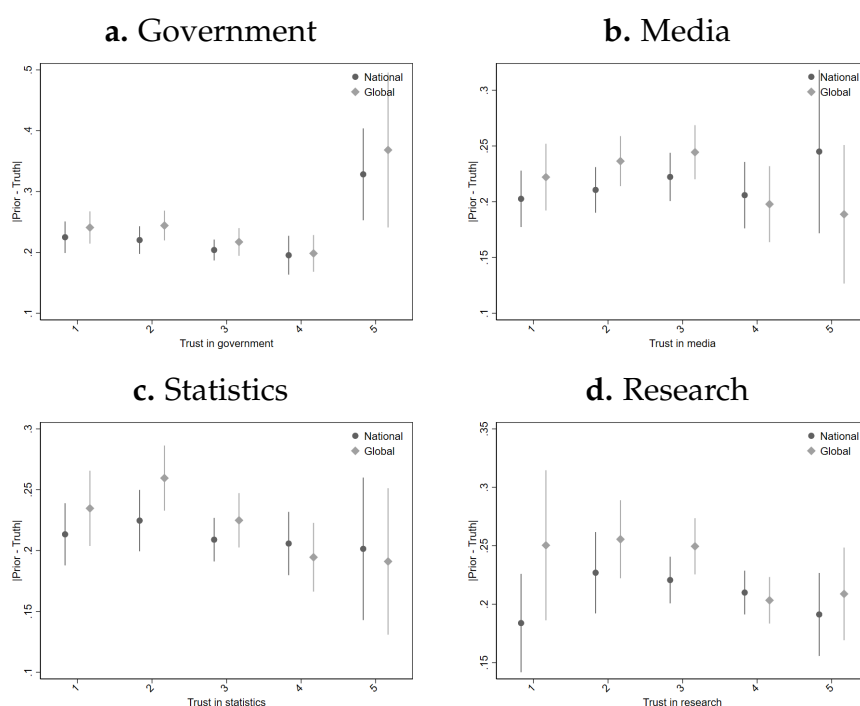 a. Government
.5
.4
.3
.2
.1
|Prior - Truth|
National
Global
1 2 3 4 5
Trust in government
b. Media
.3
.25
.2
.15
.1
|Prior - Truth|
National
Global
1 2 3 4 5
Trust in media
c. Statistics
.3
.25
.2
.15
.1
|Prior - Truth|
National
Global
1 2 3 4 5
Trust in statistics
d. Research
.35
.3
.25
.2
.15
|Prior - Truth|
National
Global
1 2 3 4 5
Trust in research